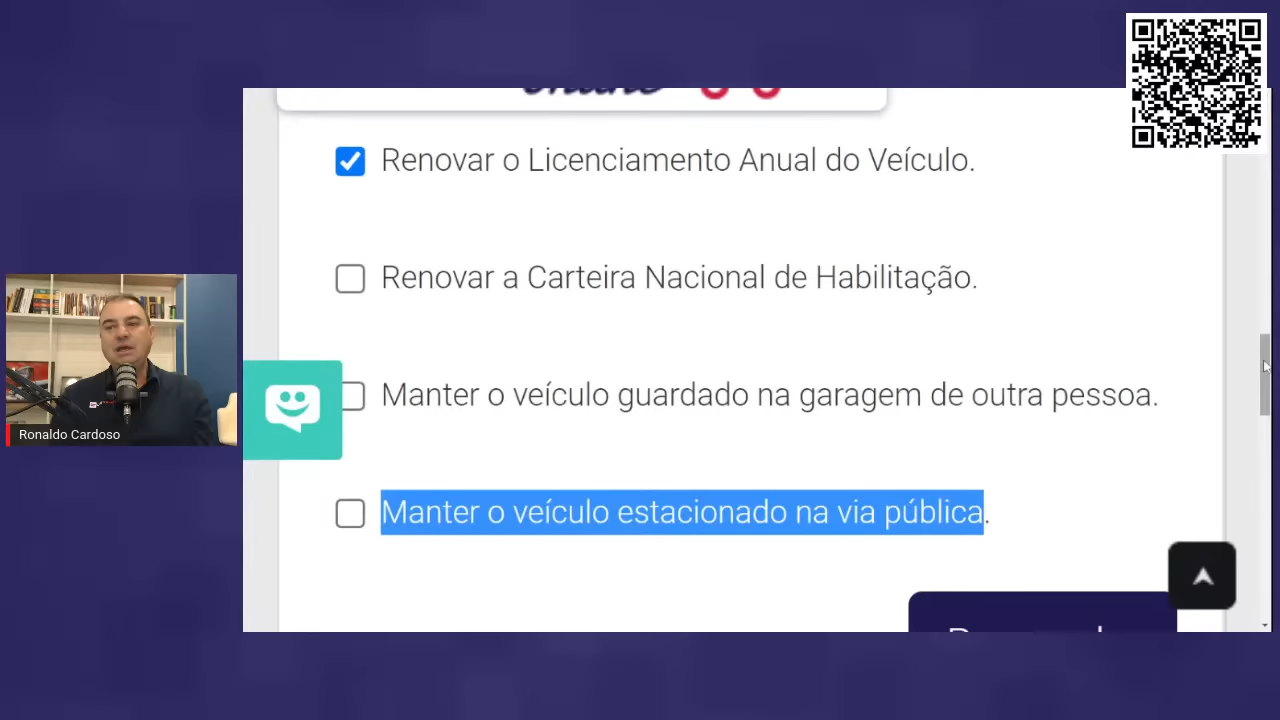 Renovar o Licenciamento Anual do Veículo.
Renovar a Carteira Nacional de Habilitação.
Manter o veículo guardado na garagem de outra pessoa.
Manter o veículo estacionado na via pública.
Ronaldo Cardoso